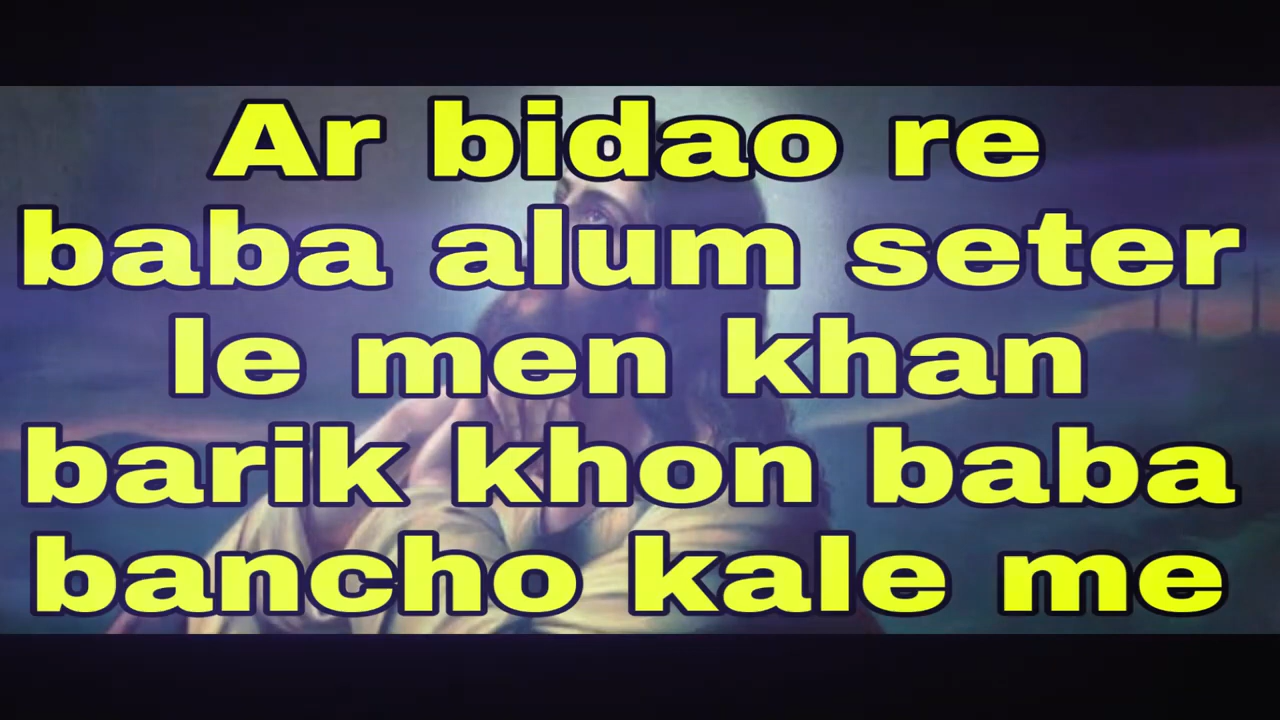 Ar bidao re
baba alum seter
le men khan
barik khon baba
bancho kale me